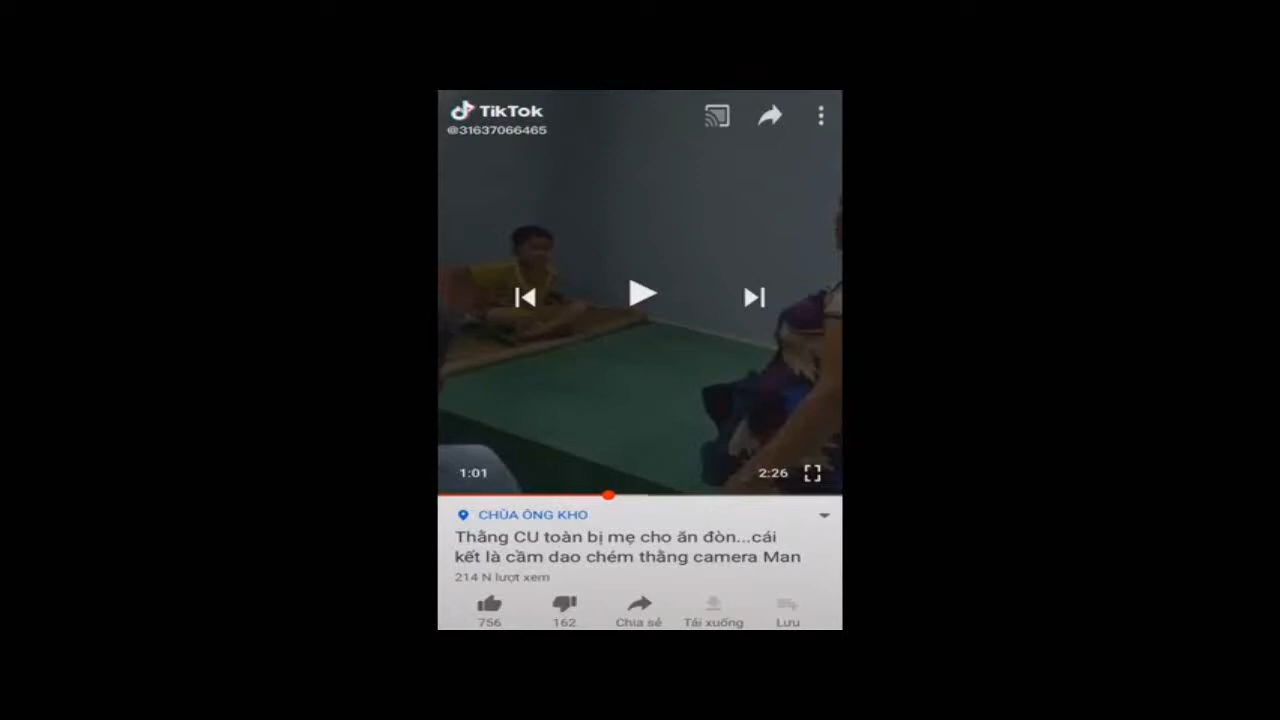 TikTok
@31637066465
1:01
2:26
CHÙA ÔNG KHO
Thằng CU toàn bị mẹ cho ăn đòn...cái
kết là cầm dao chém thằng camera Man
214 N lượt xem
756
162
Chia sẻ
Tải xuống
Lưu